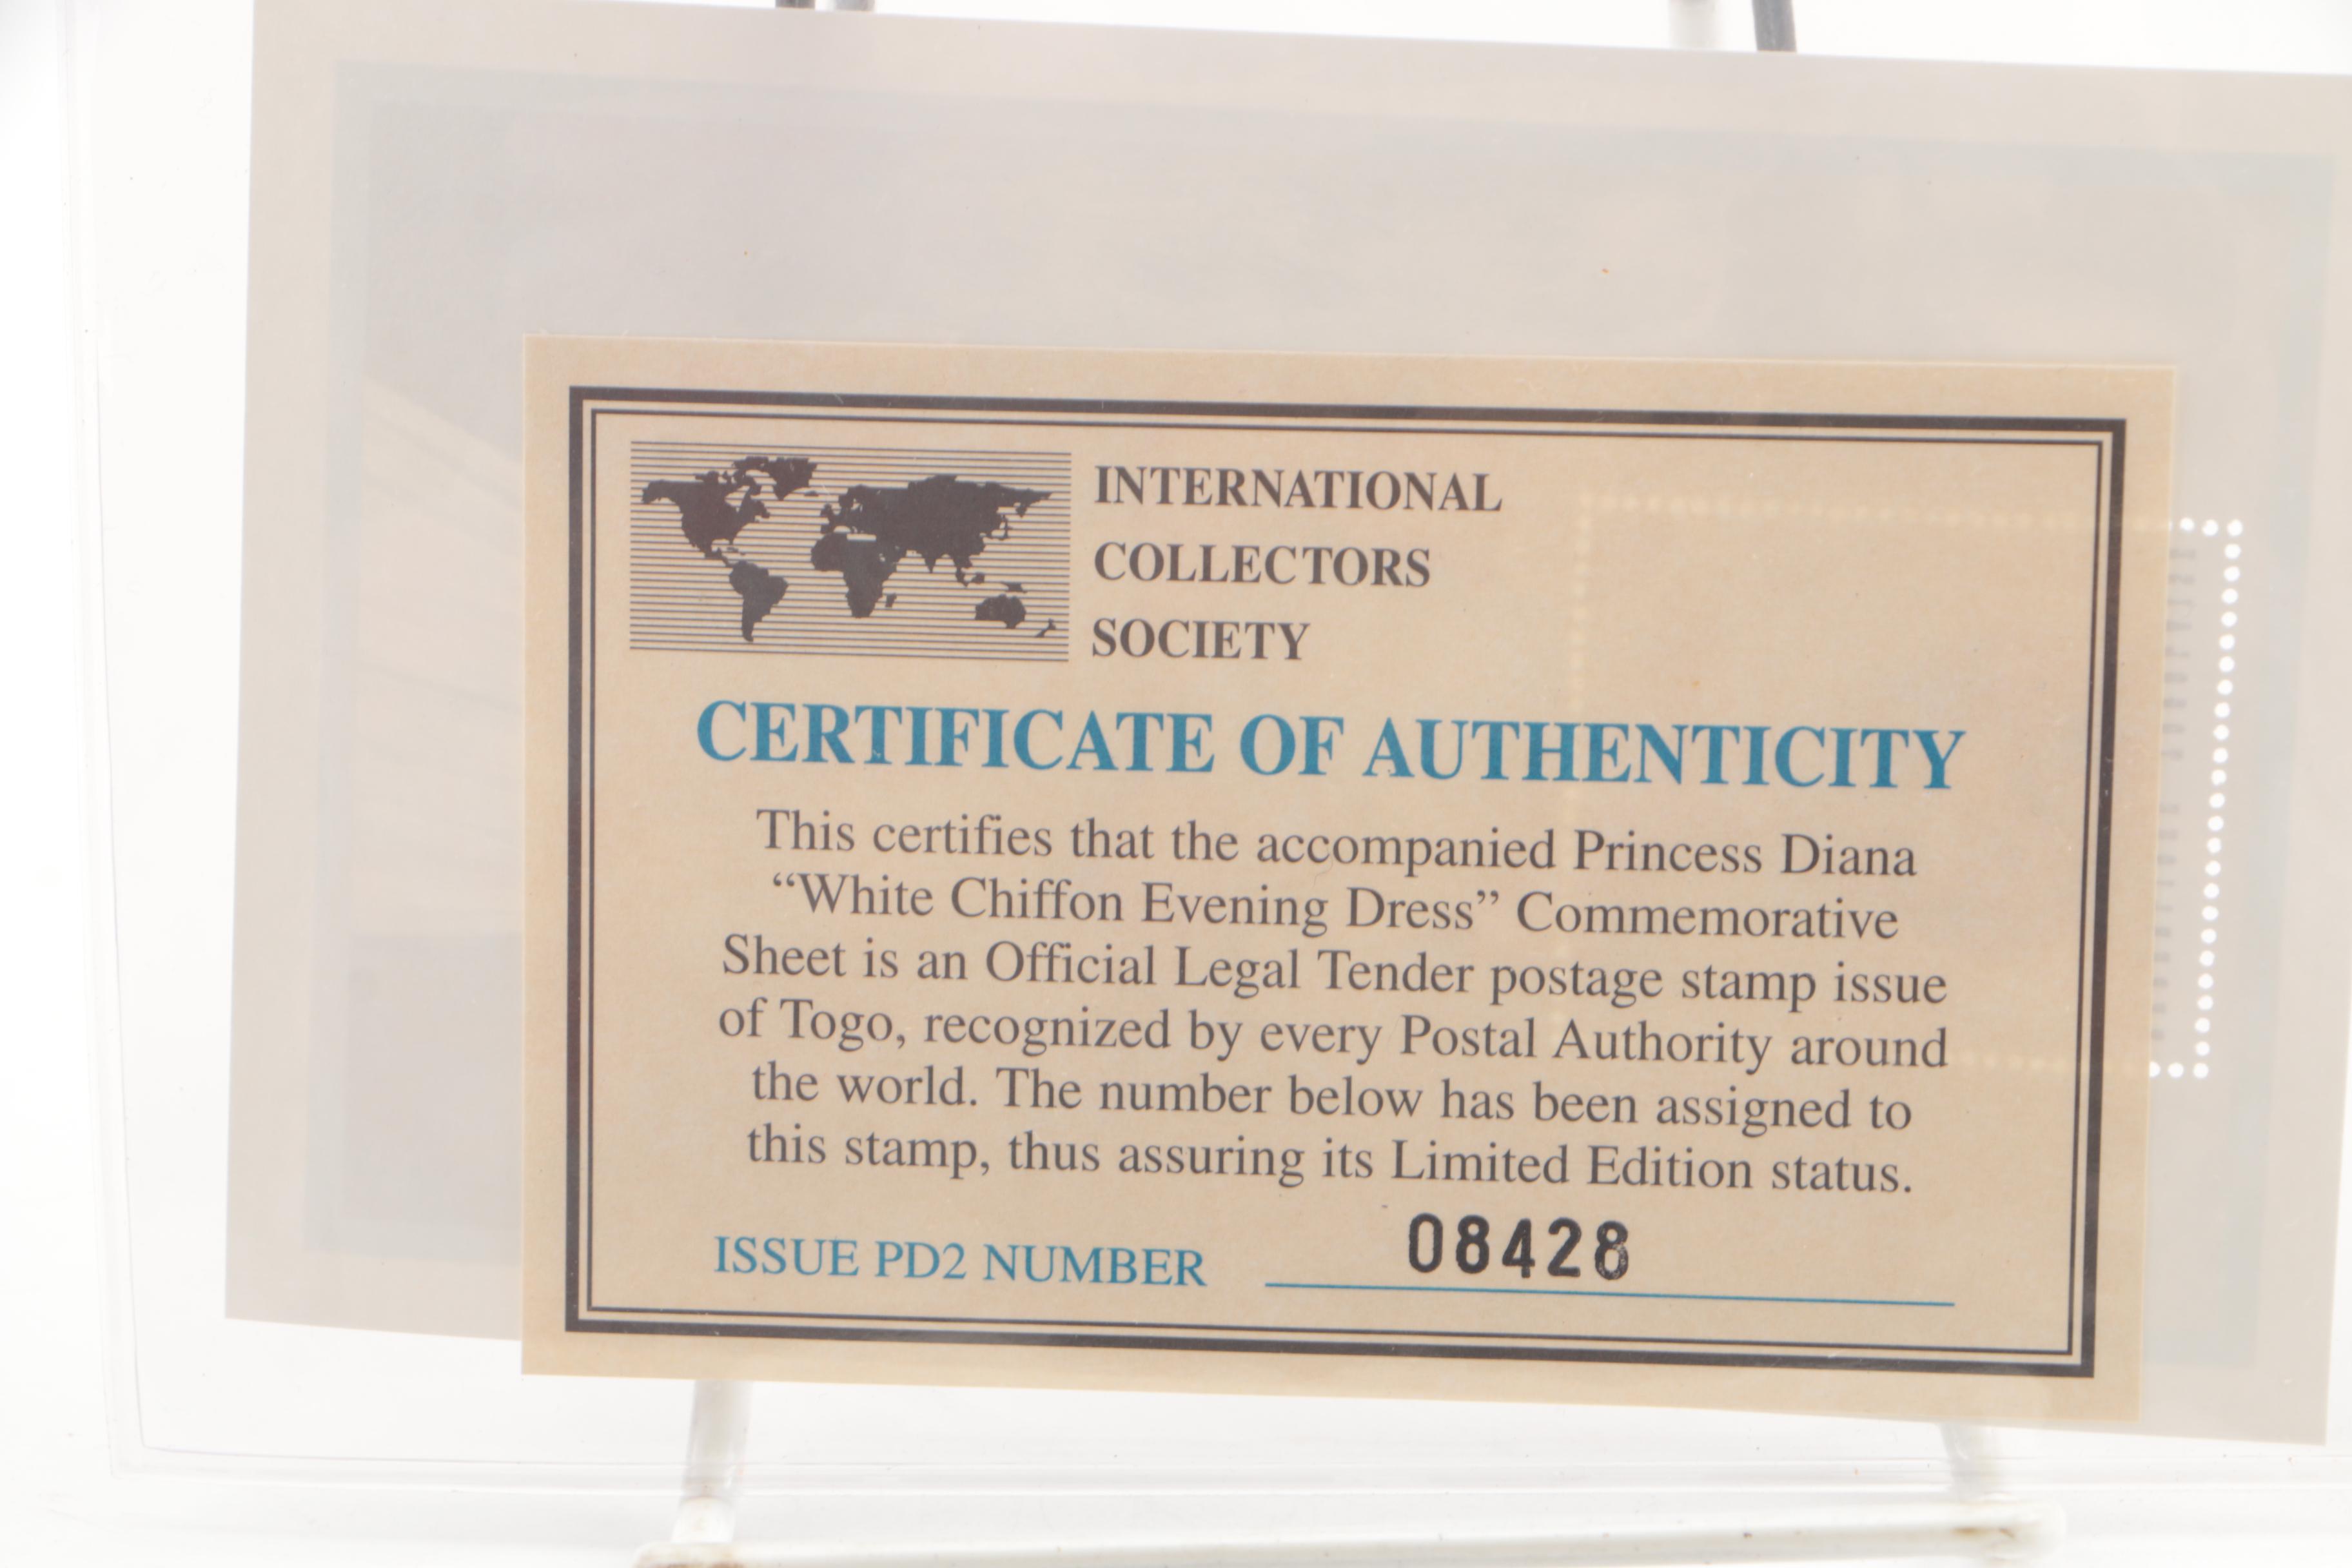 INTERNATIONAL
COLLECTORS
SOCIETY
CERTIFICATE OF AUTHENTICITY
This certifies that the accompanied Princess Diana
“White Chiffon Evening Dress” Commemorative
Sheet is an Official Legal Tender postage stamp issue
of Togo, recognized by every Postal Authority around
the world. The number below has been assigned to
this stamp, thus assuring its Limited Edition status.
ISSUE PD2 NUMBER 08428